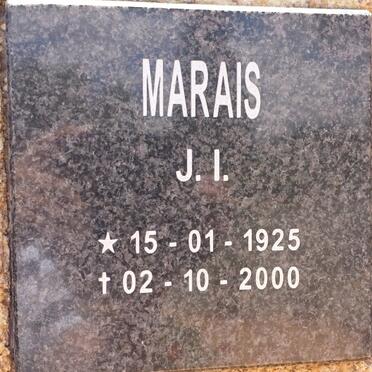 MARAIS
J. I.
★ 15 - 01 - 1925
† 02 - 10 - 2000